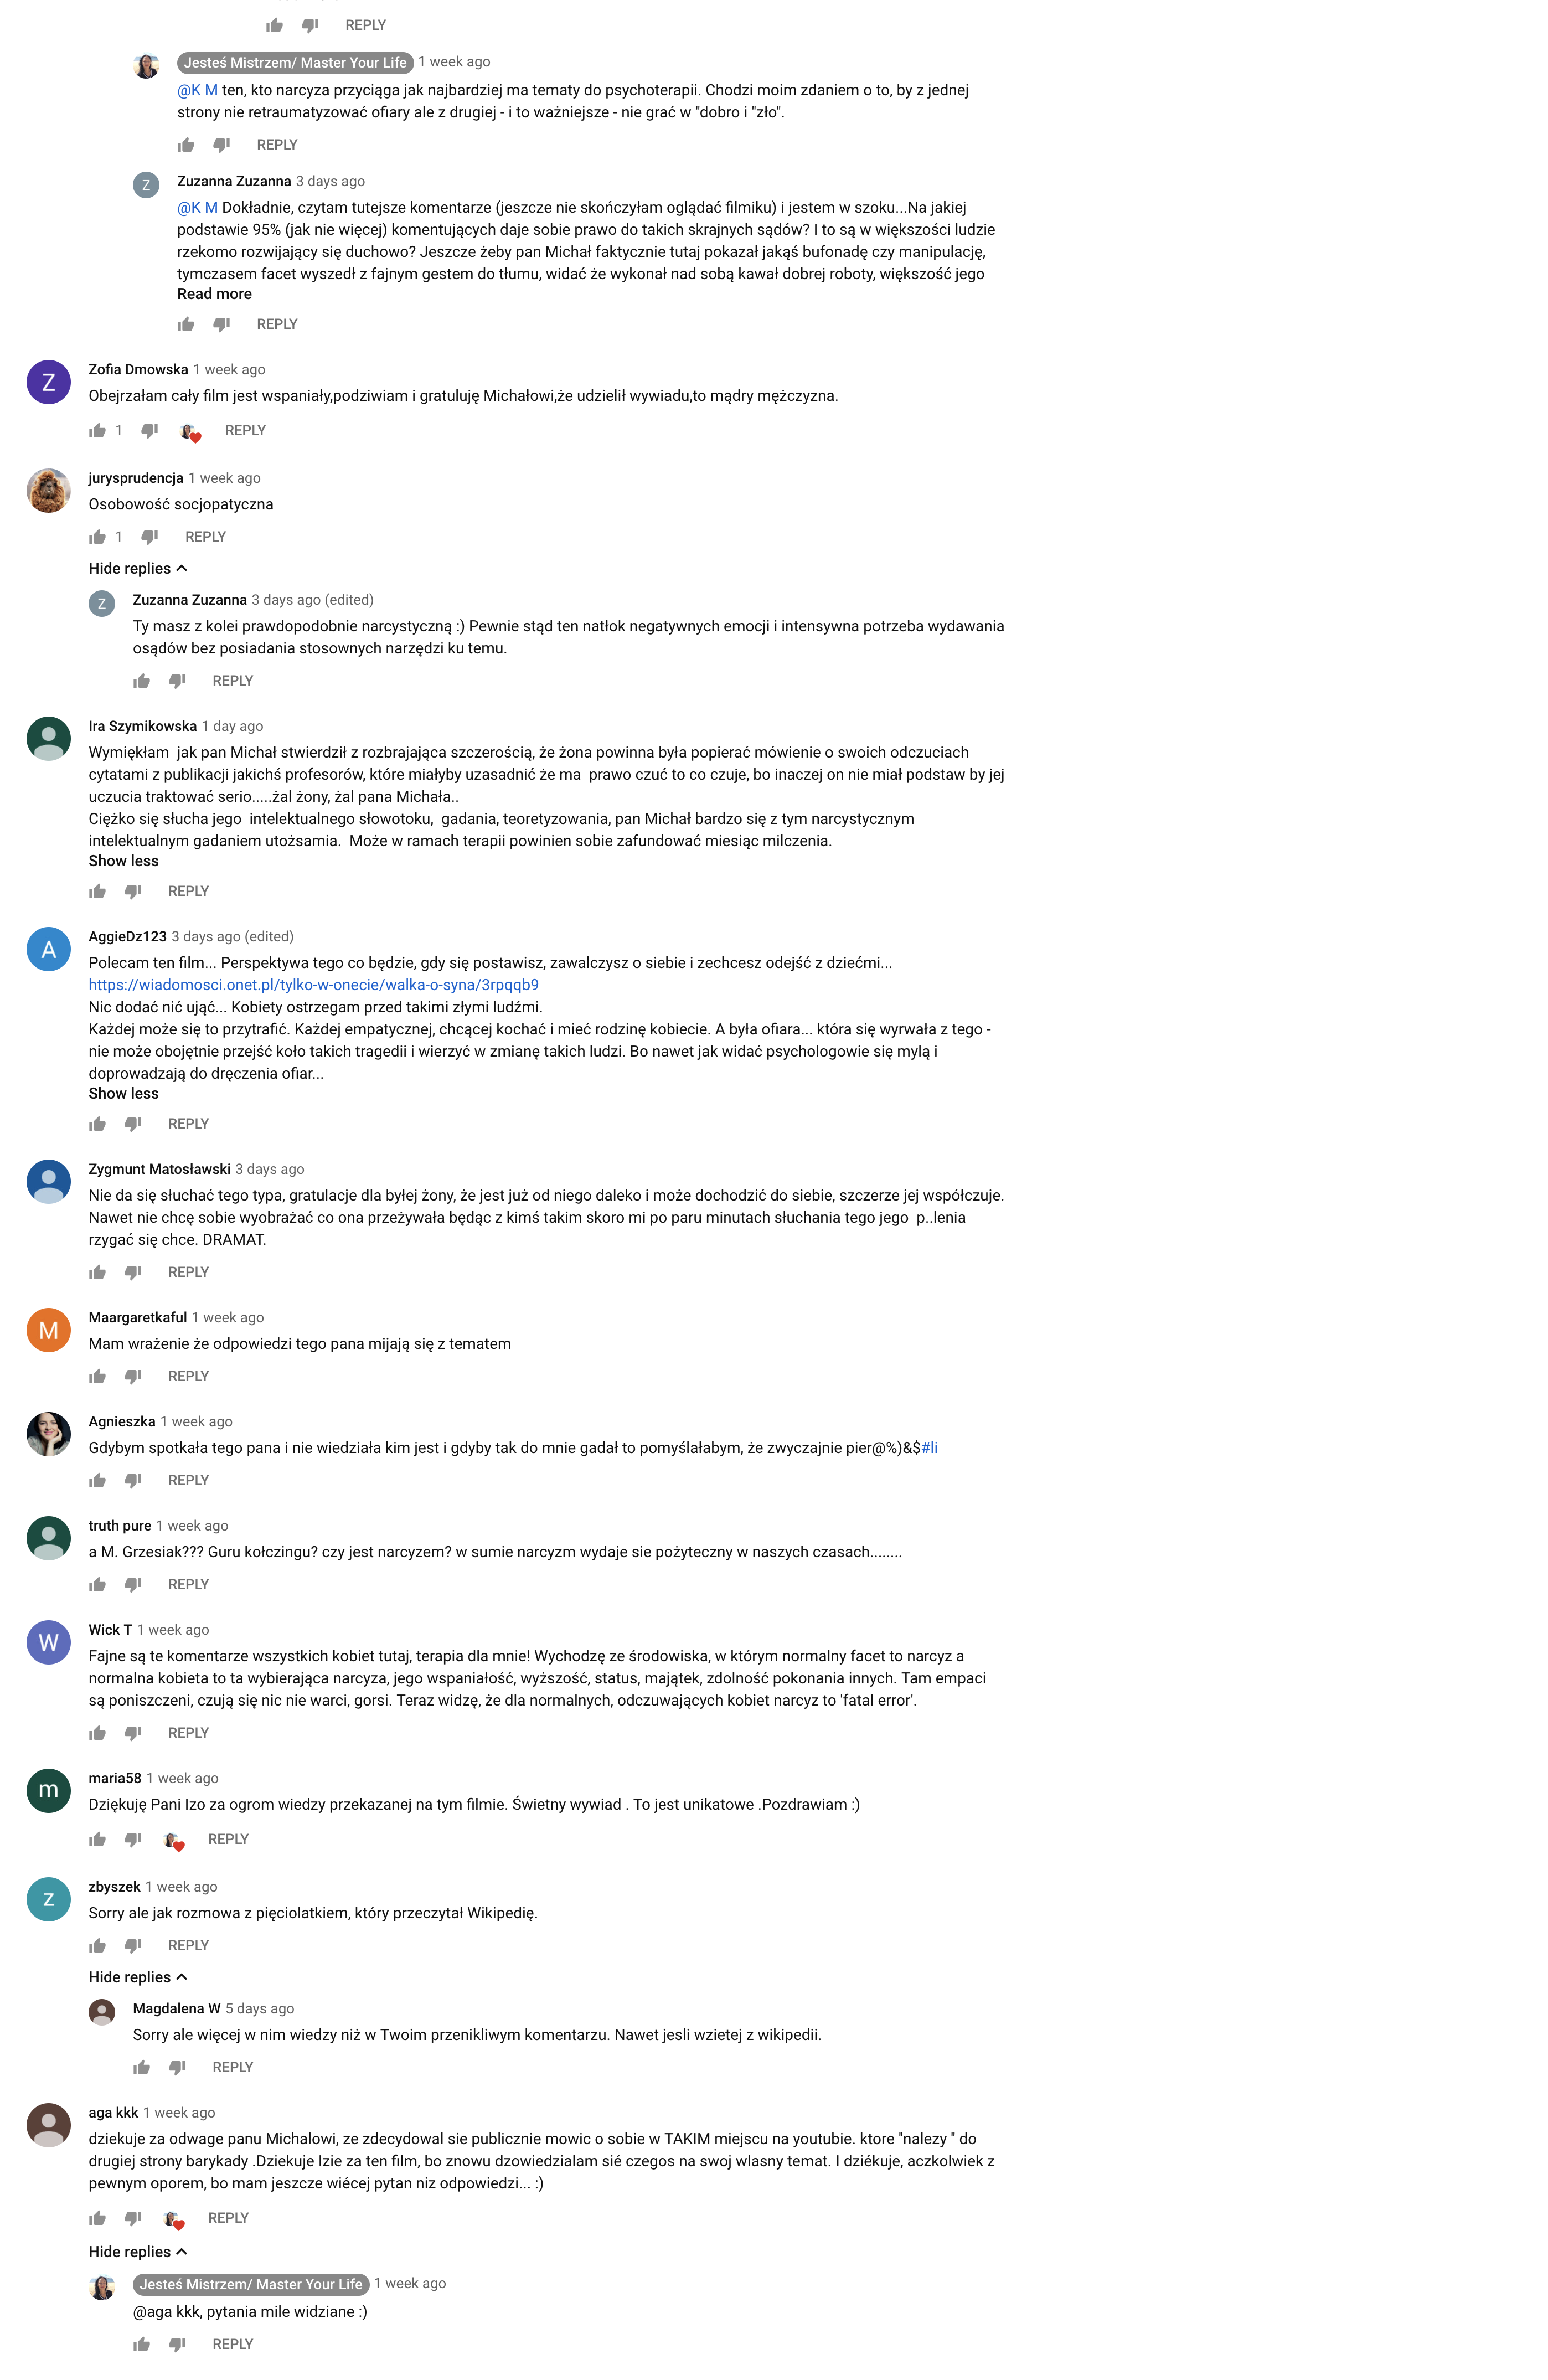 REPLY
Jesteś Mistrzem/ Master Your Life 1 week ago
@K M ten, kto narcyza przyciąga jak najbardziej ma tematy do psychoterapii. Chodzi moim zdaniem o to, by z jednej
strony nie retraumatyzować ofiary ale z drugiej - i to ważniejsze - nie grać w "dobro i "zło".
REPLY
Z
Zuzanna Zuzanna 3 days ago
@K M Dokładnie, czytam tutejsze komentarze (jeszcze nie skończyłam oglądać filmiku) i jestem w szoku...Na jakiej
podstawie 95% (jak nie więcej) komentujących daje sobie prawo do takich skrajnych sądów? I to są w większości ludzie
rzekomo rozwijający się duchowo? Jeszcze żeby pan Michał faktycznie tutaj pokazał jakąś bufonadę czy manipulację,
tymczasem facet wyszedł z fajnym gestem do tłumu, widać że wykonał nad sobą kawał dobrej roboty, większość jego
Read more
REPLY
Z
Zofia Dmowska 1 week ago
Obejrzałam cały film jest wspaniały,podziwiam i gratuluję Michałowi,że udzielił wywiadu,to mądry mężczyzna.
1 REPLY
jurysprudencja 1 week ago
Osobowość socjopatyczna
1 REPLY
Hide replies
Z
Zuzanna Zuzanna 3 days ago (edited)
Ty masz z kolei prawdopodobnie narcystyczną :) Pewnie stąd ten natłok negatywnych emocji i intensywna potrzeba wydawania
osądów bez posiadania stosownych narzędzi ku temu.
REPLY
Ira Szymikowska 1 day ago
Wymiękłam  jak pan Michał stwierdził z rozbrajająca szczerością, że żona powinna była popierać mówienie o swoich odczuciach
cytatami z publikacji jakichś profesorów, które miałyby uzasadnić że ma  prawo czuć to co czuje, bo inaczej on nie miał podstaw by jej
uczucia traktować serio.....żal żony, żal pana Michała..
Ciężko się słucha jego  intelektualnego słowotoku,  gadania, teoretyzowania, pan Michał bardzo się z tym narcystycznym
intelektualnym gadaniem utożsamia.  Może w ramach terapii powinien sobie zafundować miesiąc milczenia.
Show less
REPLY
A
AggieDz123 3 days ago (edited)
Polecam ten film... Perspektywa tego co będzie, gdy się postawisz, zawalczysz o siebie i zechcesz odejść z dziećmi...
https://wiadomosci.onet.pl/tylko-w-onecie/walka-o-syna/3rpqqb9
Nic dodać nić ująć... Kobiety ostrzegam przed takimi złymi ludźmi.
Każdej może się to przytrafić. Każdej empatycznej, chcącej kochać i mieć rodzinę kobiecie. A była ofiara... która się wyrwała z tego -
nie może obojętnie przejść koło takich tragedii i wierzyć w zmianę takich ludzi. Bo nawet jak widać psychologowie się mylą i
doprowadzają do dręczenia ofiar...
Show less
REPLY
Zygmunt Matosławski 3 days ago
Nie da się słuchać tego typa, gratulacje dla byłej żony, że jest już od niego daleko i może dochodzić do siebie, szczerze jej współczuje.
Nawet nie chcę sobie wyobrażać co ona przeżywała będąc z kimś takim skoro mi po paru minutach słuchania tego jego  p..lenia
rzygać się chce. DRAMAT.
REPLY
M
Maargaretkaful 1 week ago
Mam wrażenie że odpowiedzi tego pana mijają się z tematem
REPLY
Agnieszka 1 week ago
Gdybym spotkała tego pana i nie wiedziała kim jest i gdyby tak do mnie gadał to pomyślałabym, że zwyczajnie pier@%)&$#li
REPLY
truth pure 1 week ago
a M. Grzesiak??? Guru kołczingu? czy jest narcyzem? w sumie narcyzm wydaje sie pożyteczny w naszych czasach........
REPLY
W
Wick T 1 week ago
Fajne są te komentarze wszystkich kobiet tutaj, terapia dla mnie! Wychodzę ze środowiska, w którym normalny facet to narcyz a
normalna kobieta to ta wybierająca narcyza, jego wspaniałość, wyższość, status, majątek, zdolność pokonania innych. Tam empaci
są poniszczeni, czują się nic nie warci, gorsi. Teraz widzę, że dla normalnych, odczuwających kobiet narcyz to 'fatal error'.
REPLY
m
maria58 1 week ago
Dziękuję Pani Izo za ogrom wiedzy przekazanej na tym filmie. Świetny wywiad . To jest unikatowe .Pozdrawiam :)
REPLY
z
zbyszek 1 week ago
Sorry ale jak rozmowa z pięciolatkiem, który przeczytał Wikipedię.
REPLY
Hide replies
Magdalena W 5 days ago
Sorry ale więcej w nim wiedzy niż w Twoim przenikliwym komentarzu. Nawet jesli wzietej z wikipedii.
REPLY
aga kkk 1 week ago
dziekuje za odwage panu Michalowi, ze zdecydowal sie publicznie mowic o sobie w TAKIM miejscu na youtubie. ktore "nalezy " do
drugiej strony barykady .Dziekuje Izie za ten film, bo znowu dzowiedzialam sié czegos na swoj wlasny temat. I dziékuje, aczkolwiek z
pewnym oporem, bo mam jeszcze wiécej pytan niz odpowiedzi... :)
REPLY
Hide replies
Jesteś Mistrzem/ Master Your Life 1 week ago
@aga kkk, pytania mile widziane :)
REPLY